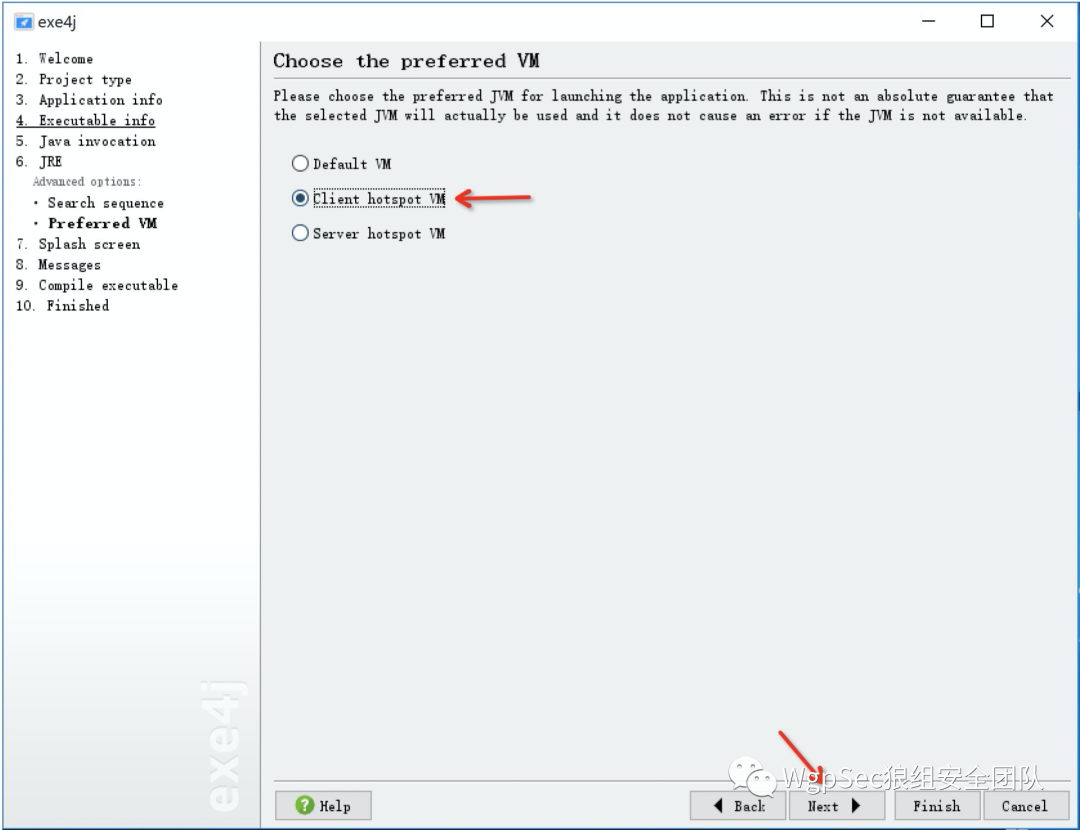 exe4j
1. Welcome
2. Project type
3. Application info
4. Executable info
5. Java invocation
6. JRE
Advanced options:
· Search sequence
· Preferred VM
7. Splash screen
8. Messages
9. Compile executable
10. Finished
exe4j
Choose the preferred VM
Please choose the preferred JVM for launching the application. This is not an absolute guarantee that
the selected JVM will actually be used and it does not cause an error if the JVM is not available.
Default VM
Client hotspot VM
Server hotspot VM
WgpSec狼组安全团队
? Help
Back
Next
Finish
Cancel